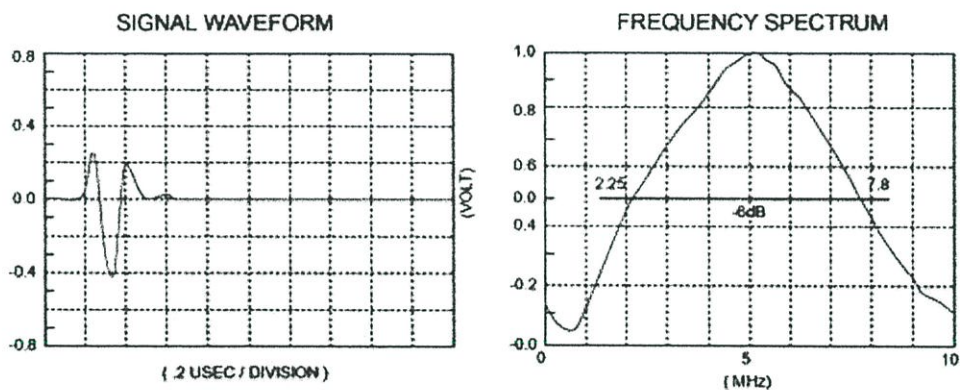 SIGNAL WAVEFORM
0.8
0.4
0.0
-0.4
-0.8
( .2 USEC / DIVISION )
FREQUENCY SPECTRUM
(VOLT)
1.0
0.8
0.6
0.0
0.4
-0.2
-0.0
2.25
7.8
-6dB
0
5
10
(MHz)